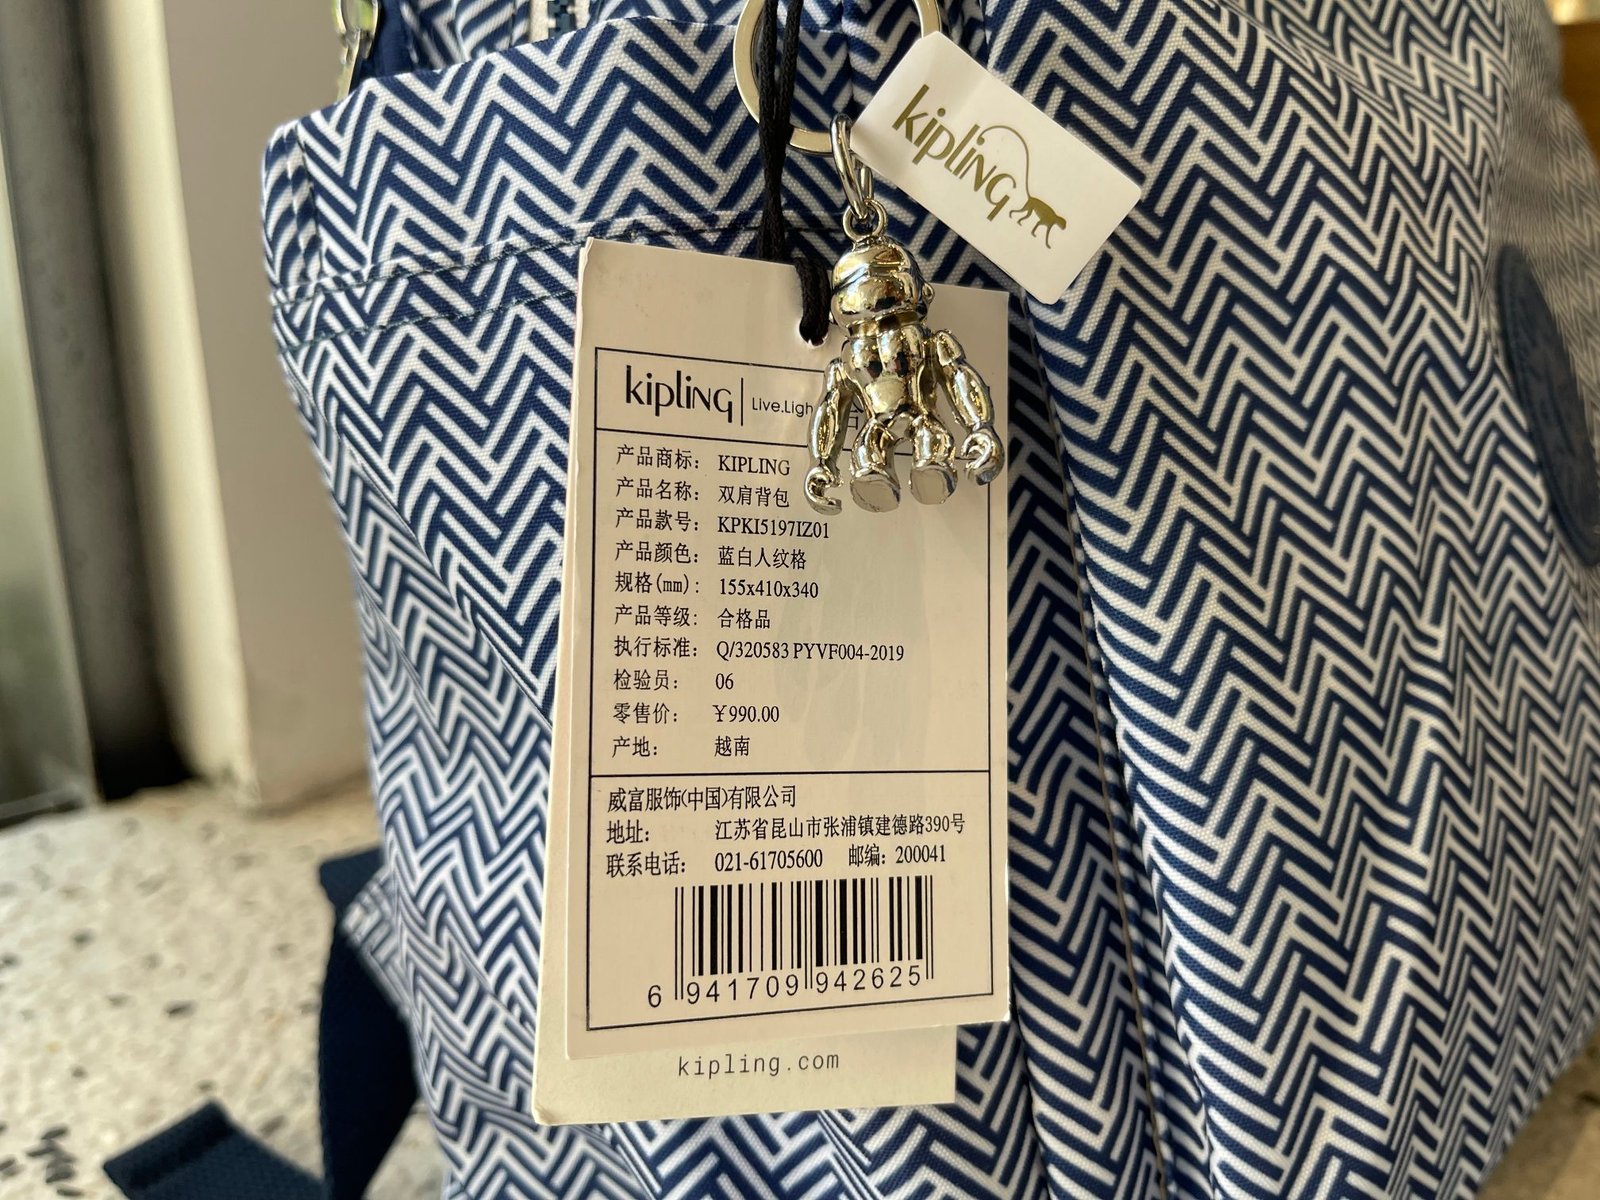 kipling
kipling Live.Ligh
产品商标: KIPLING
产品名称: 双肩背包
产品款号: KPKI5197IZ01
产品颜色: 蓝白人纹格
规格(mm): 155x410x340
产品等级: 合格品
执行标准: Q/320583 PYVF004-2019
检验员: 06
零售价: ¥990.00
产地: 越南
威富服饰(中国)有限公司
地址: 江苏省昆山市张浦镇建德路390号
联系电话: 021-61705600 邮编: 200041
6 941709 942625
kipling.com